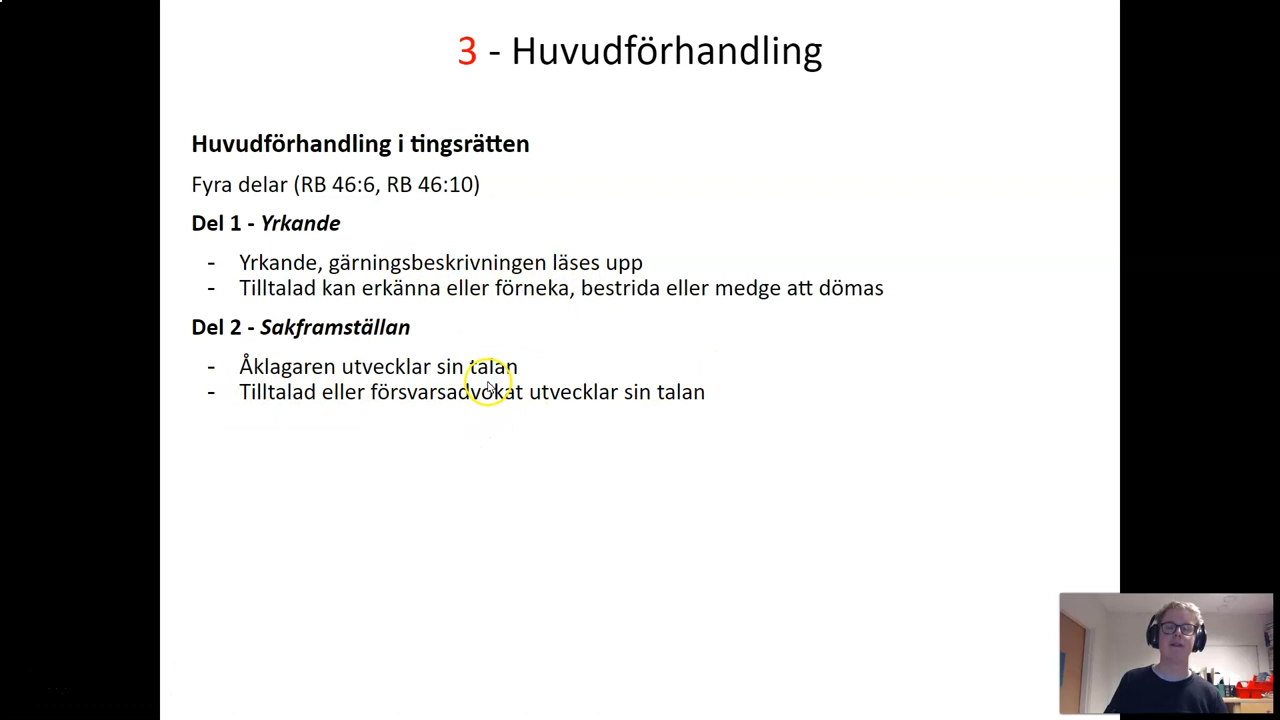 3 - Huvudförhandling
Huvudförhandling i tingsrätten
Fyra delar (RB 46:6, RB 46:10)
Del 1 - Yrkande
- Yrkande, gärningsbeskrivningen läses upp
- Tilltalad kan erkänna eller förneka, bestrida eller medge att dömas
Del 2 - Sakframställan
- Åklagaren utvecklar sin talan
- Tilltalad eller försvarsadvokat utvecklar sin talan